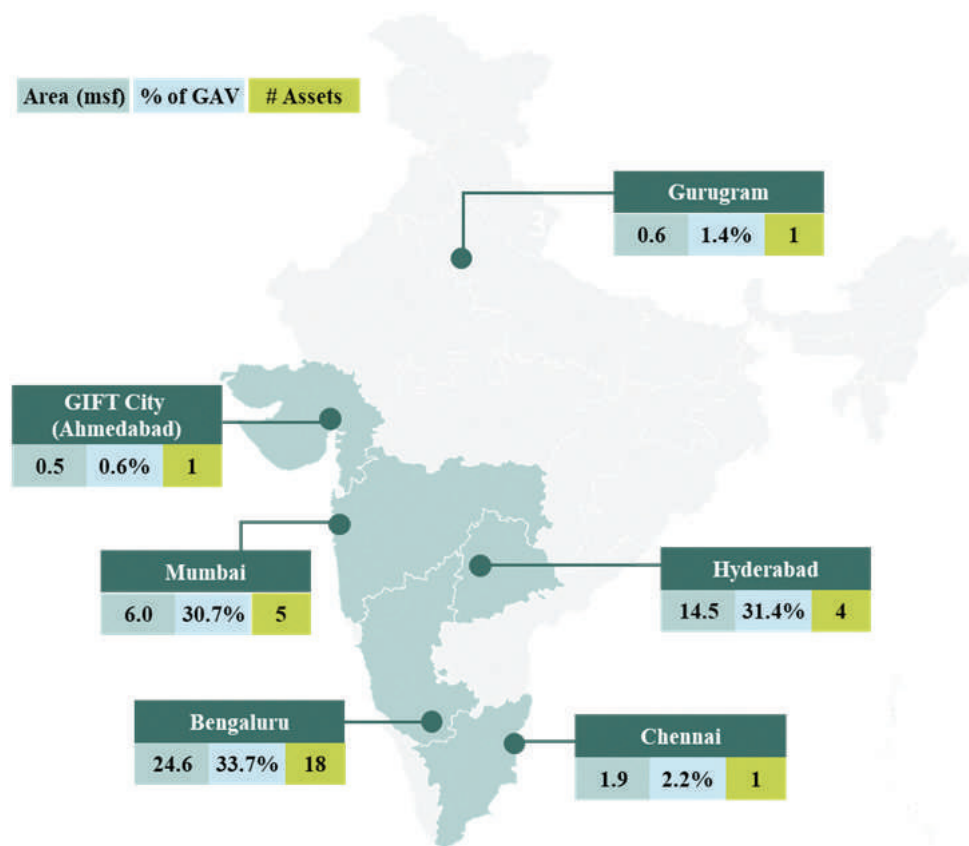 Area (msf) % of GAV # Assets
Gurugram
0.6 1.4% 1
GIFT City
(Ahmedabad)
0.5 0.6% 1
Mumbai
6.0 30.7% 5
Hyderabad
14.5 31.4% 4
Bengaluru
24.6 33.7% 18
Chennai
1.9 2.2% 1